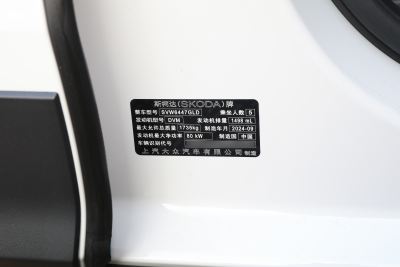 斯柯达(SKODA)牌
整车型号 SVW6447GLD 乘坐人数 5
发动机型号 DVM 发动机排量 1498 mL
最大允许总质量 1735kg 制造年月 2024-09
发动机最大净功率 80 kW 制造国 中国
车辆识别代号
上汽大众汽车有限公司 制造